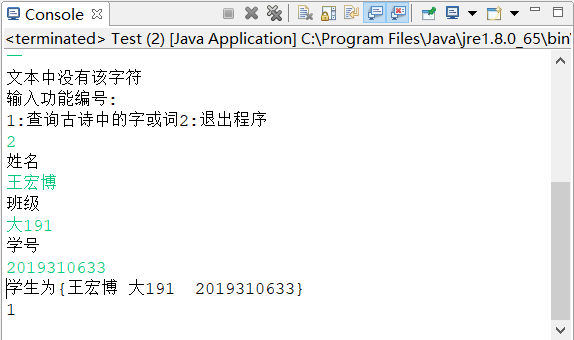 Console
<terminated> Test (2) [Java Application] C:\Program Files\Java\jre1.8.0_65\bin\
文本中没有该字符
输入功能编号:
1:查询古诗中的字或词2:退出程序
2
姓名
王宏博
班级
大191
学号
2019310633
学生为{王宏博 大191  2019310633}
1